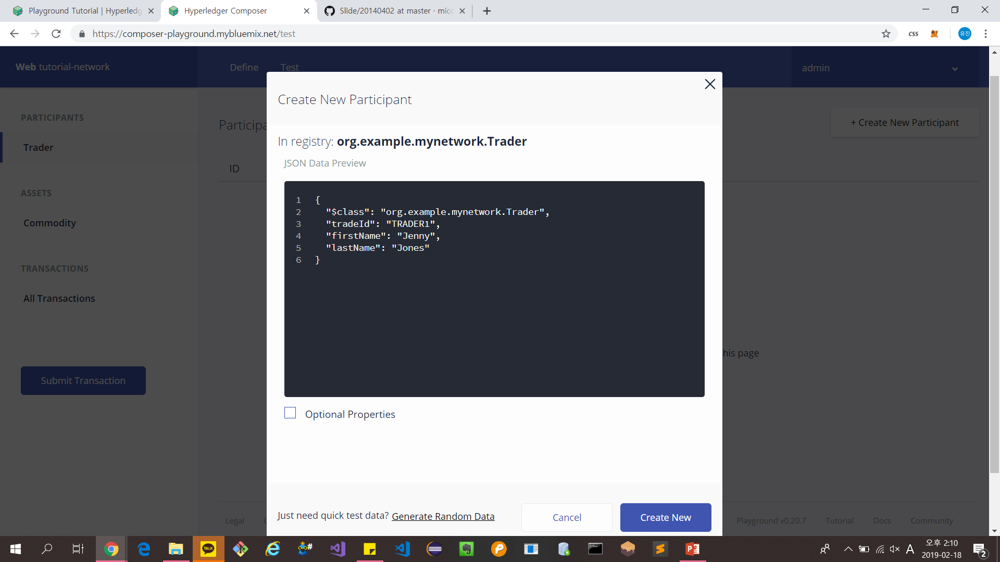 Playground Tutorial | Hyperledg
Hyperledger Composer
Slide/20140402 at master · micc
https://composer-playground.mybluemix.net/test
css
유진
Web tutorial-network
Define
Test
admin
PARTICIPANTS
Trader
ASSETS
Commodity
TRANSACTIONS
All Transactions
Submit Transaction
Participa
+ Create New Participant
ID
his page
Create New Participant
In registry: org.example.mynetwork.Trader
JSON Data Preview
1 {
2 "$class": "org.example.mynetwork.Trader",
3 "tradeId": "TRADER1",
4 "firstName": "Jenny",
5 "lastName": "Jones"
6 }
Optional Properties
Just need quick test data? Generate Random Data
Cancel
Create New
Legal
Playground v0.20.7
Tutorial
Docs
Community
TALK
#
A
오후 2:10
2019-02-18
2